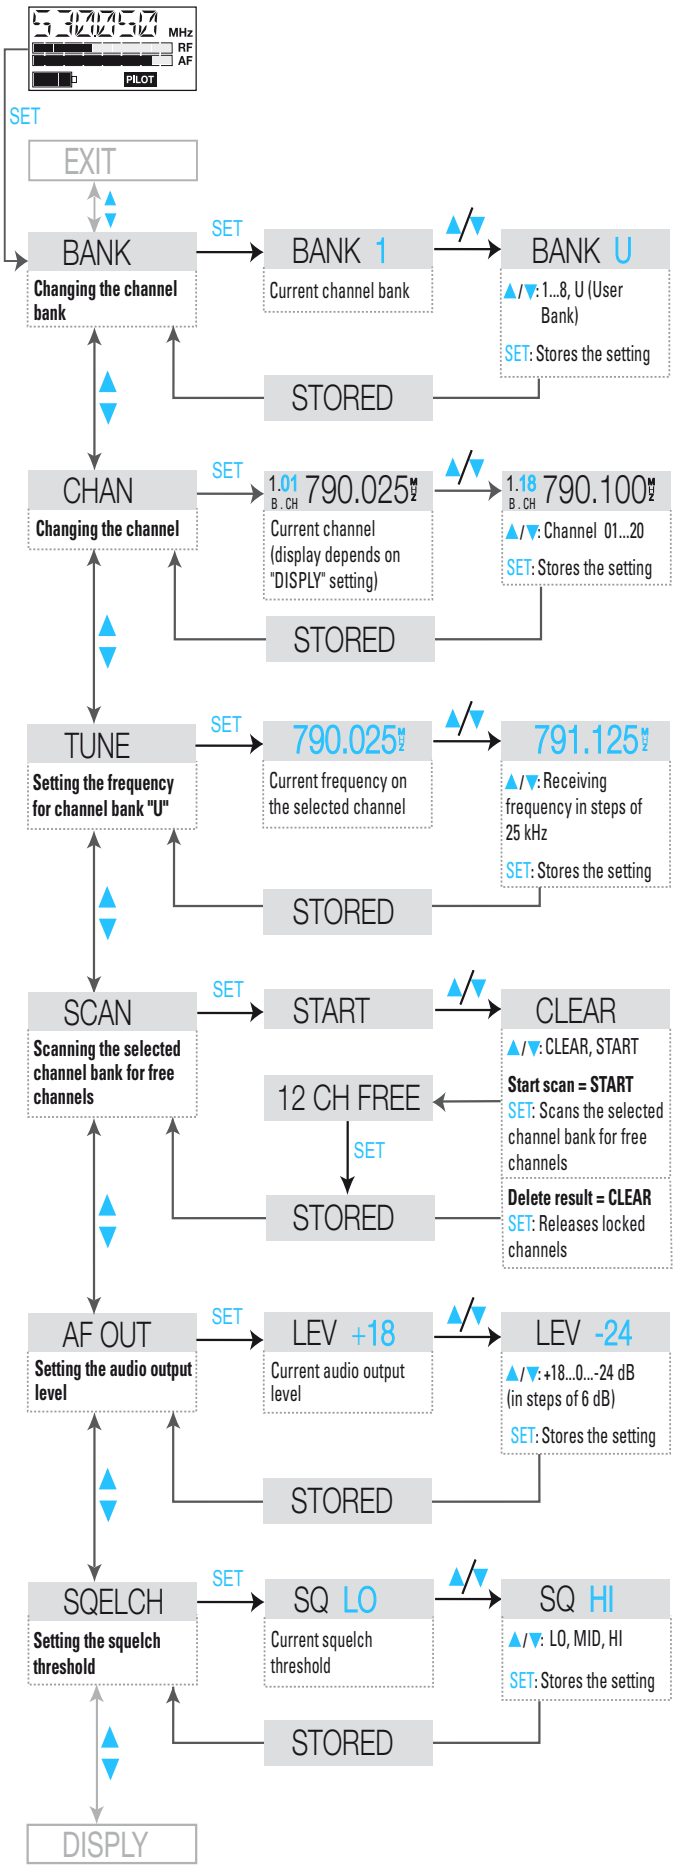 530.050 MHz
RF
AF
PILOT
SET
EXIT
BANK
Changing the channel
bank
SET
BANK 1
Current channel bank
BANK U
▲/▼: 1...8, U (User
Bank)
SET: Stores the setting
STORED
CHAN
Changing the channel
SET
1.01 790.025 MHZ
B . CH
Current channel
(display depends on
"DISPLY" setting)
1.18 790.100 MHZ
B . CH
▲/▼: Channel 01...20
SET: Stores the setting
STORED
TUNE
Setting the frequency
for channel bank "U"
SET
790.025 MHZ
Current frequency on
the selected channel
791.125 MHZ
▲/▼: Receiving
frequency in steps of
25 kHz
SET: Stores the setting
STORED
SCAN
Scanning the selected
channel bank for free
channels
SET
START
CLEAR
▲/▼: CLEAR, START
Start scan = START
SET: Scans the selected
channel bank for free
channels
12 CH FREE
SET
STORED
Delete result = CLEAR
SET: Releases locked
channels
AF OUT
Setting the audio output
level
SET
LEV +18
Current audio output
level
LEV -24
▲/▼: +18...0...-24 dB
(in steps of 6 dB)
SET: Stores the setting
STORED
SQELCH
Setting the squelch
threshold
SET
SQ LO
Current squelch
threshold
SQ HI
▲/▼: LO, MID, HI
SET: Stores the setting
STORED
DISPLY